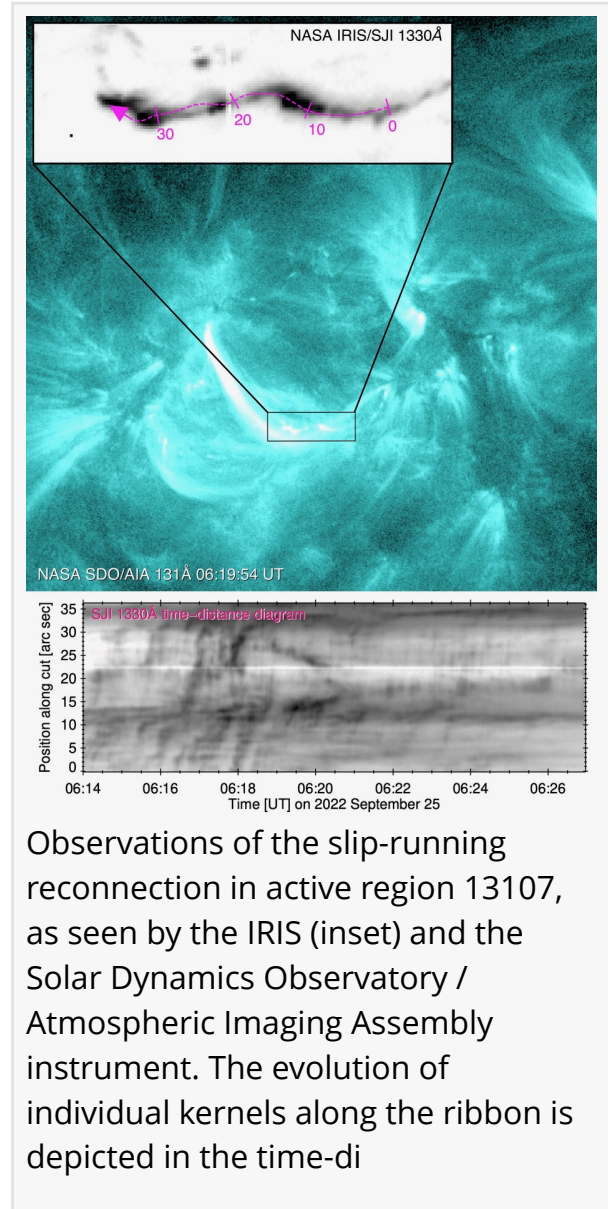 NASA IRIS/SJI 1330Å
30
20
10
0
NASA SDO/AIA 131Å 06:19:54 UT
SJI 1330Å time-distance diagram
Position along cut [arc sec]
35
30
25
20
15
10
5
0
06:14 06:16 06:18 06:20 06:22 06:24 06:26
Time [UT] on 2022 September 25
Observations of the slip-running
reconnection in active region 13107,
as seen by the IRIS (inset) and the
Solar Dynamics Observatory /
Atmospheric Imaging Assembly
instrument. The evolution of
individual kernels along the ribbon is
depicted in the time-di